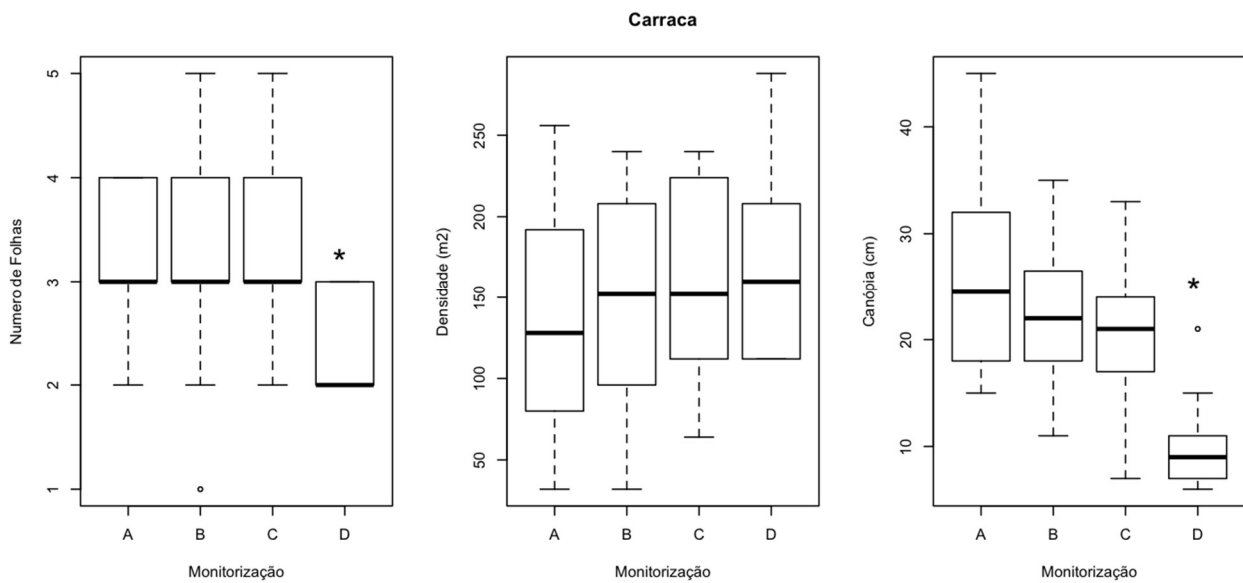 Carraca
Numero de Folhas
5
4
3
2
1
*
A B C D
Monitorização
Densidade (m2)
250
200
150
100
50
A B C D
Monitorização
Canópia (cm)
40
30
20
10
*
A B C D
Monitorização